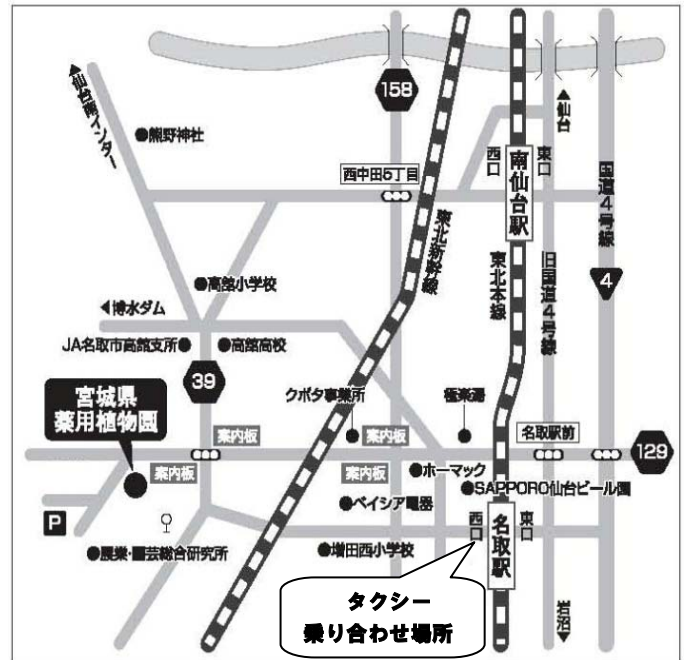 158
▲仙台南インター
●熊野神社
西中田5丁目
西口
南仙台駅
東口
▲仙台
国道4号線
4
東北新幹線
東北本線
旧国道4号線
●高舘小学校
◀博水ダム
JA名取市高舘支所●
●高舘高校
39
宮城県
薬用植物園
クボタ事業所
極楽湯
名取駅前
129
案内板
案内板
案内板
案内板
●ホーマック
●SAPPORO仙台ビール園
●ベイシア電器
P
●農業・園芸総合研究所
●増田西小学校
西口
名取駅
東口
岩沼▶
タクシー
乗り合わせ場所